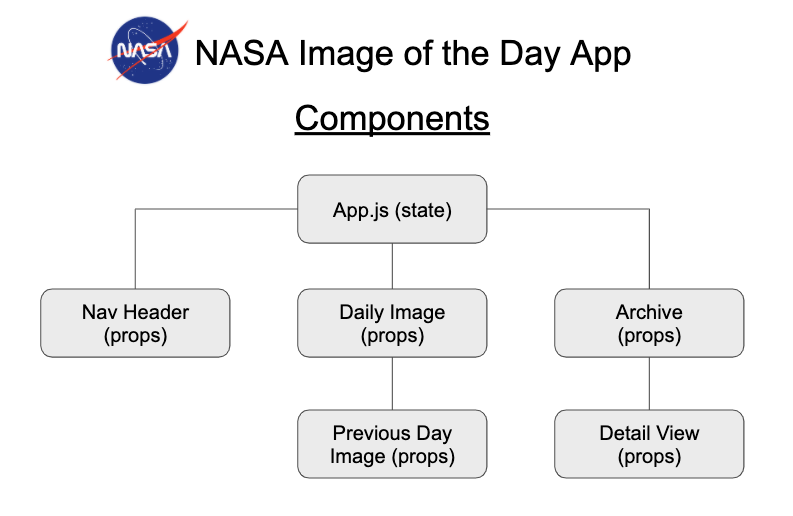 NASA
NASA Image of the Day App
Components
App.js (state)
Nav Header
(props)
Daily Image
(props)
Archive
(props)
Previous Day
Image (props)
Detail View
(props)